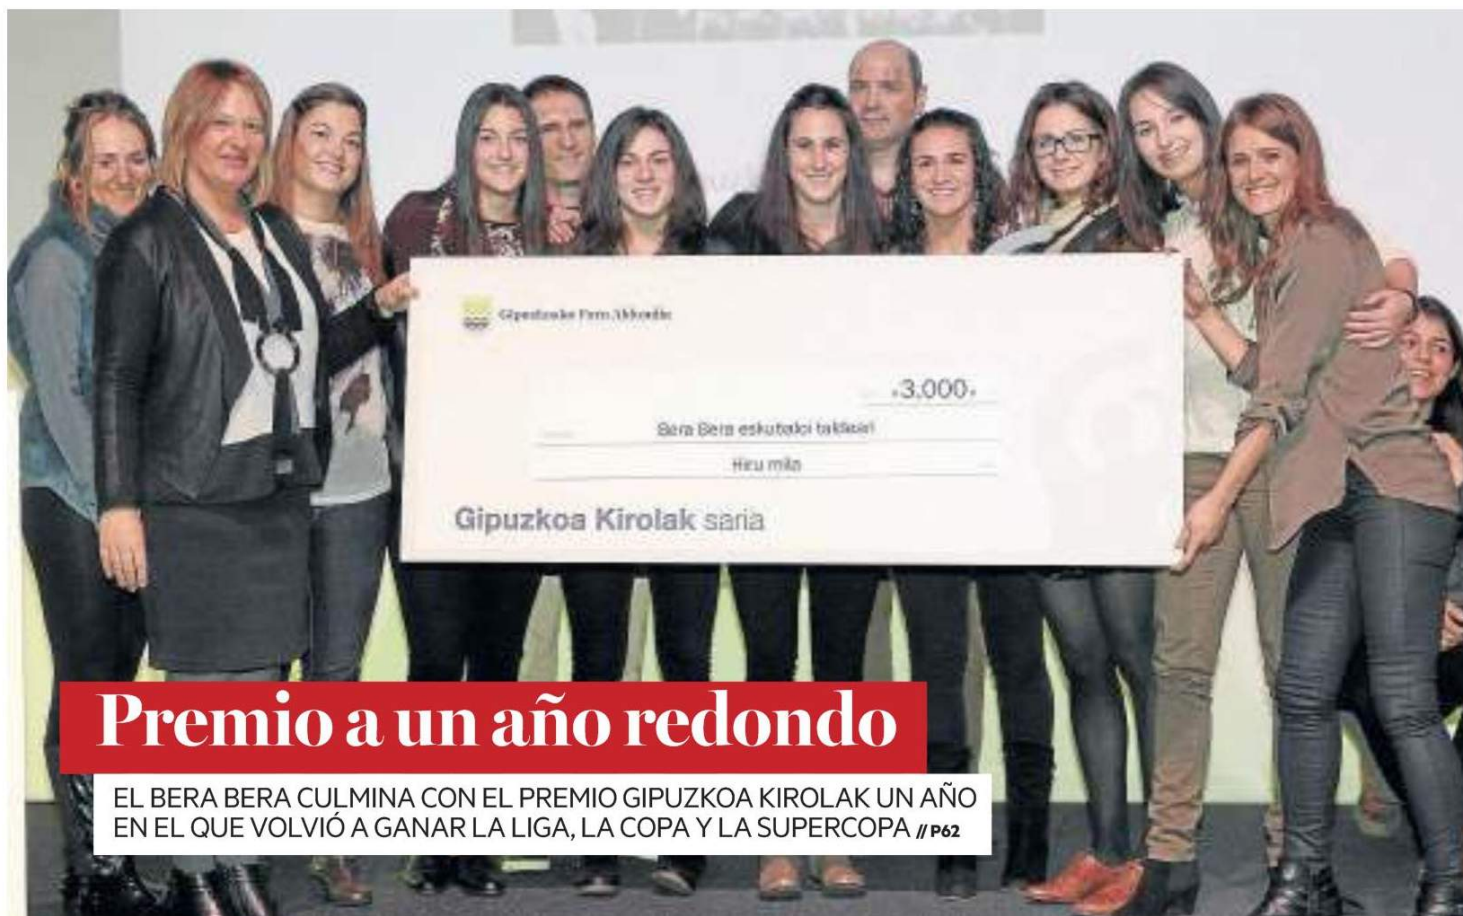 Gipuzkoako Foru Aldundia
3.000
Bera Bera eskubaloi taldeari
Hiru mila
Gipuzkoa Kirolak saria
Premio a un año redondo
EL BERA BERA CULMINA CON EL PREMIO GIPUZKOA KIROLAK UN AÑO
EN EL QUE VOLVIÓ A GANAR LA LIGA, LA COPA Y LA SUPERCOPA // P62